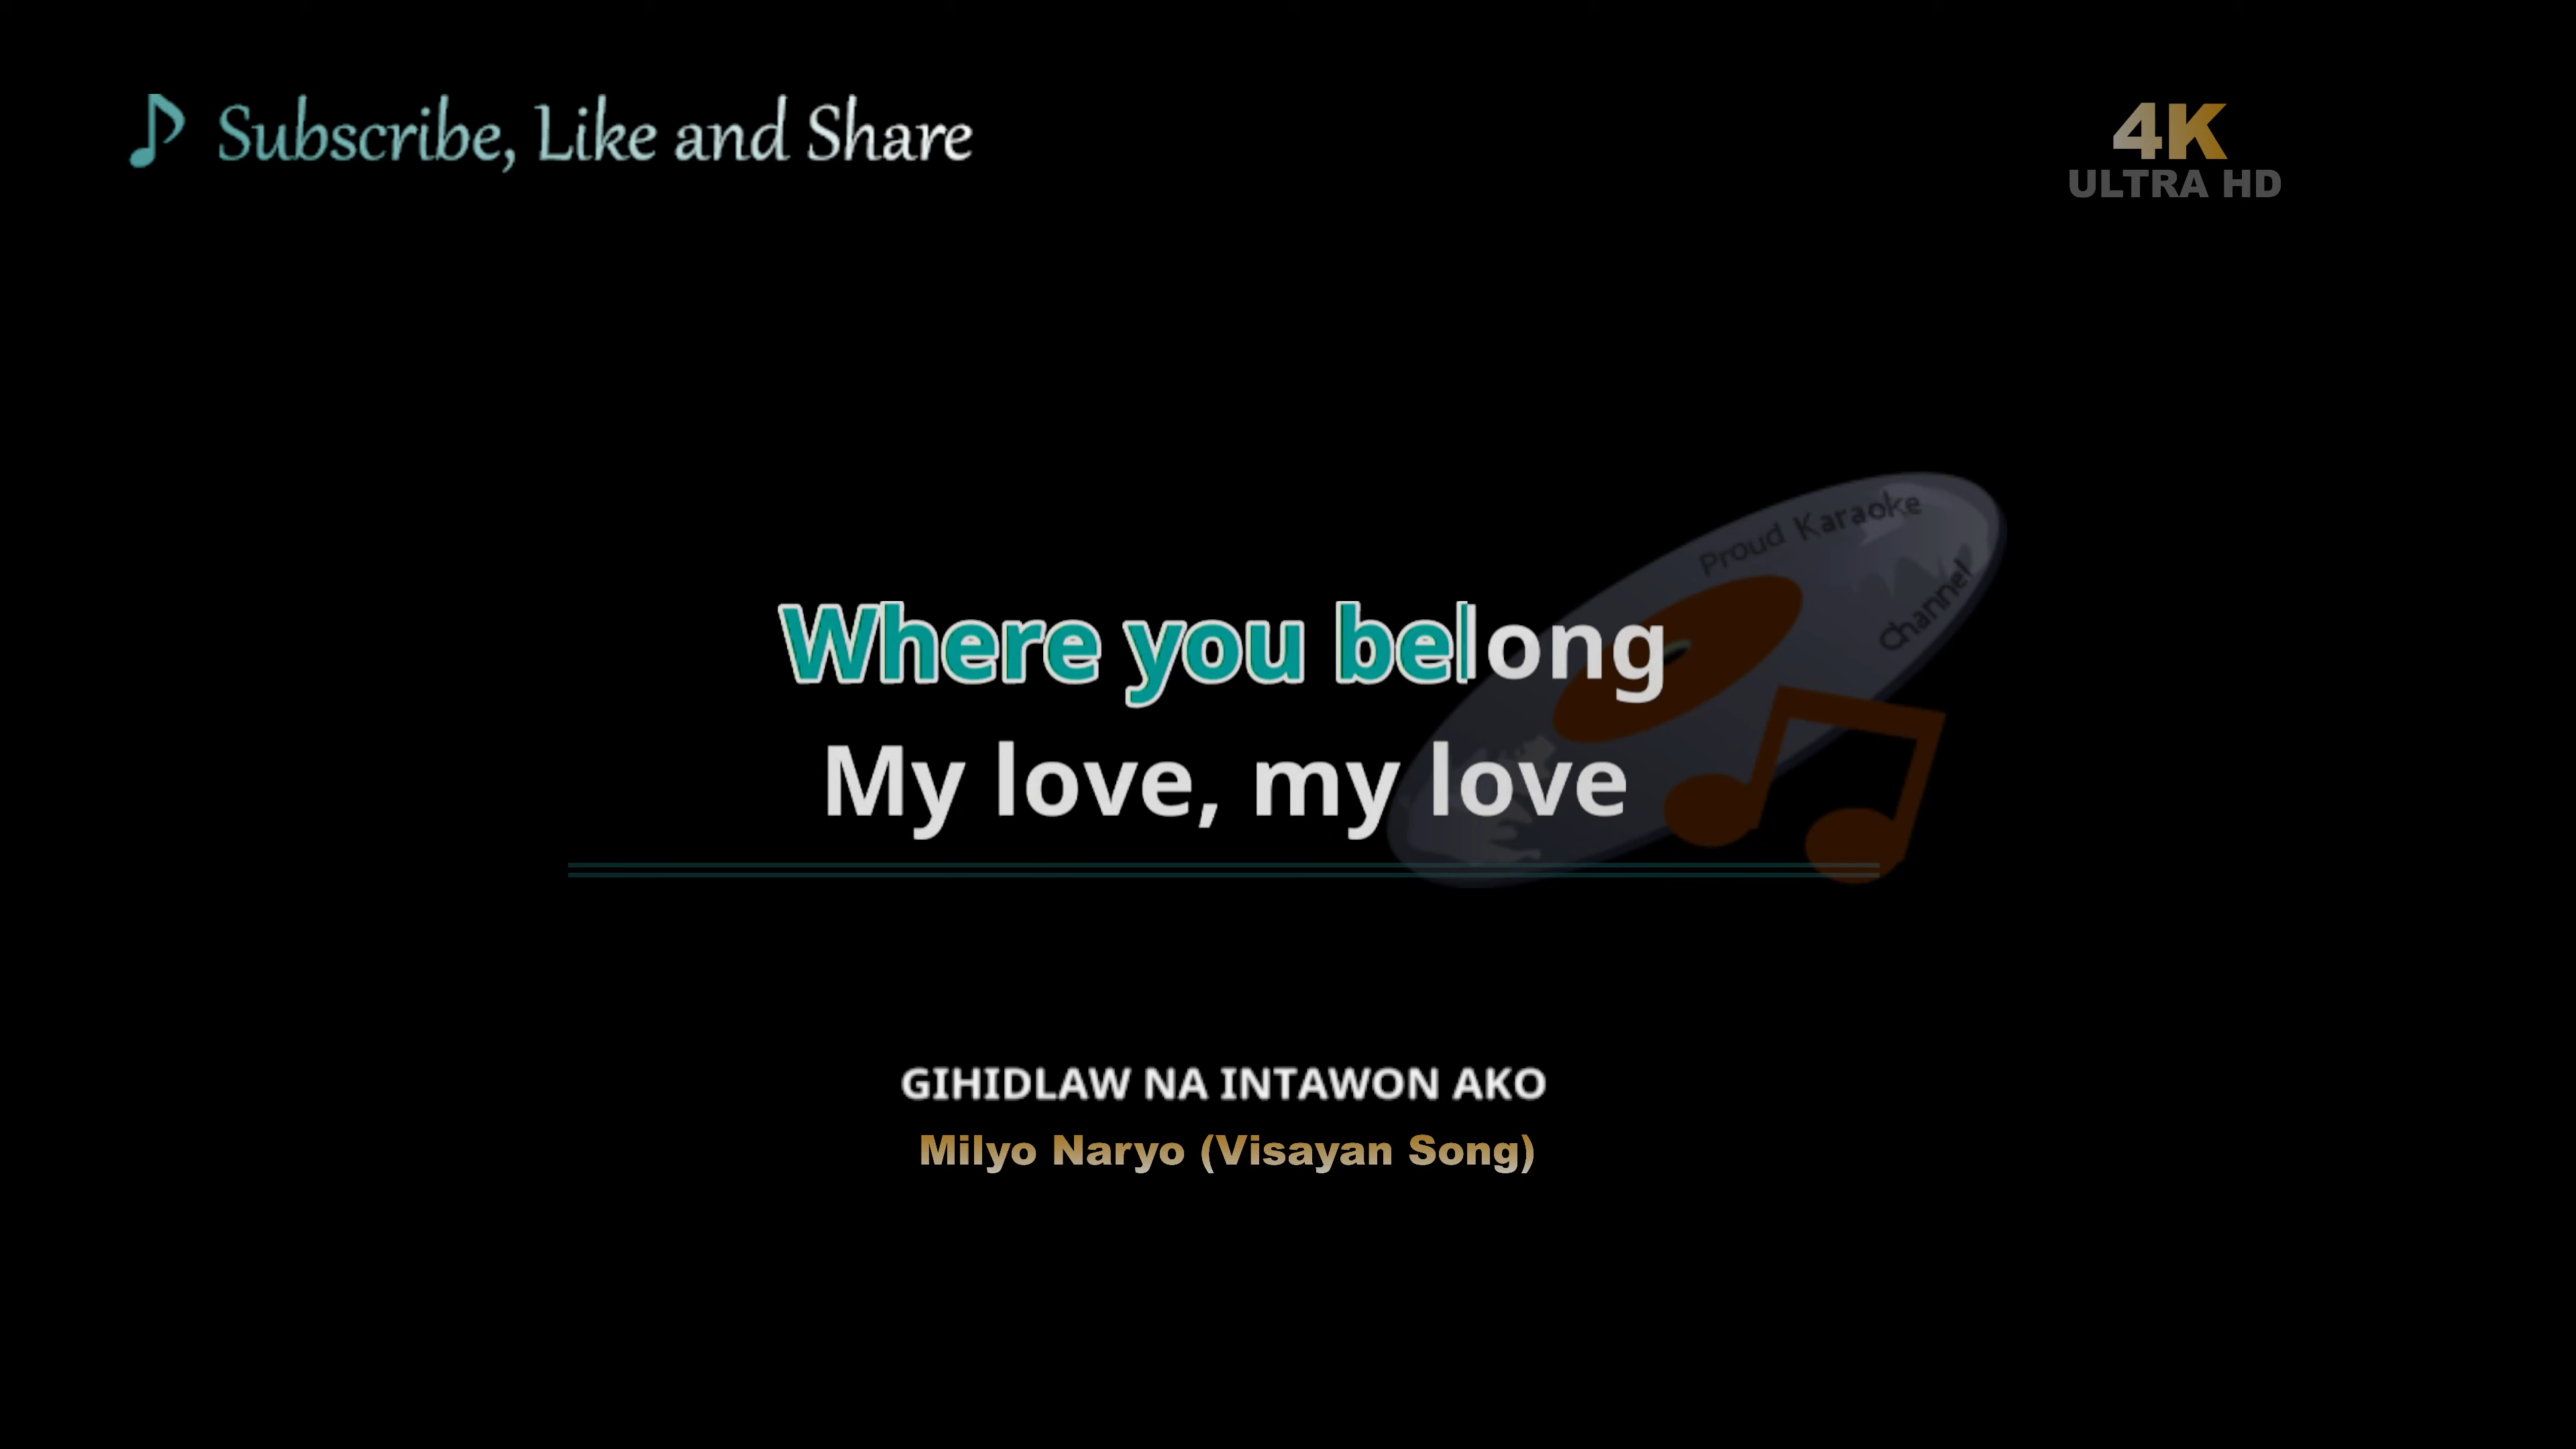 Subscribe, Like and Share
4K
ULTRA HD
Proud Karaoke
Channel
Where you belong
My love, my love
GIHIDLAW NA INTAWON AKO
Milyo Naryo (Visayan Song)